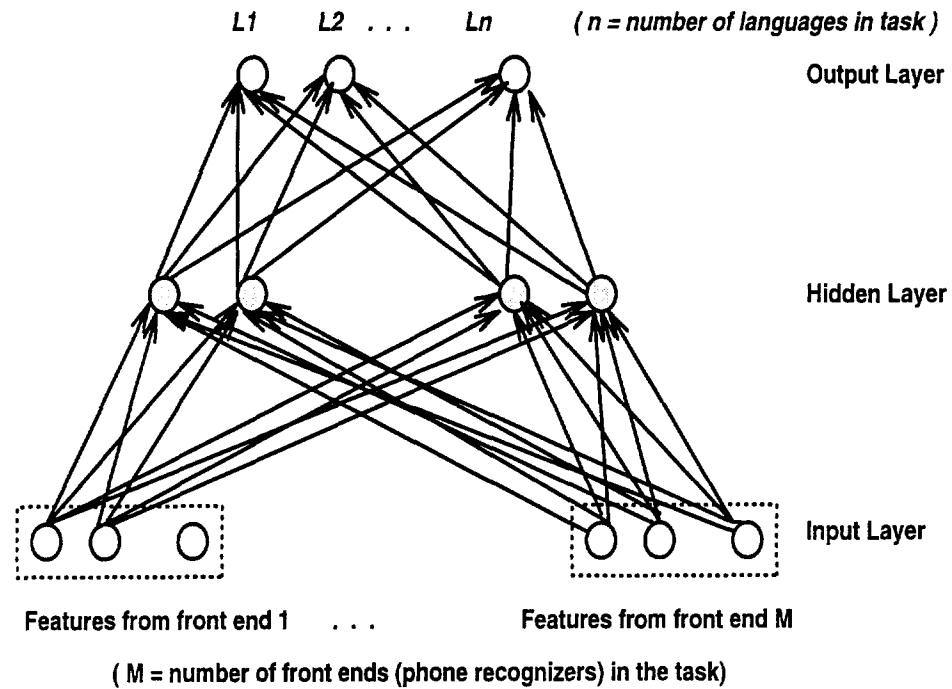 L1 L2 . . . Ln ( n = number of languages in task )
Output Layer
Hidden Layer
Input Layer
Features from front end 1 . . . Features from front end M
( M = number of front ends (phone recognizers) in the task)